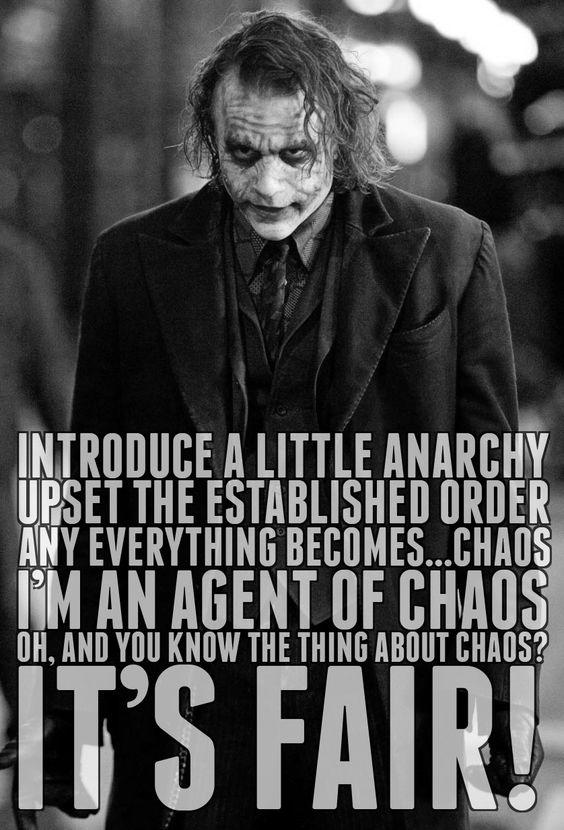 INTRODUCE A LITTLE ANARCHY
UPSET THE ESTABLISHED ORDER
ANY EVERYTHING BECOMES...CHAOS
I'M AN AGENT OF CHAOS
OH, AND YOU KNOW THE THING ABOUT CHAOS?
IT'S FAIR!